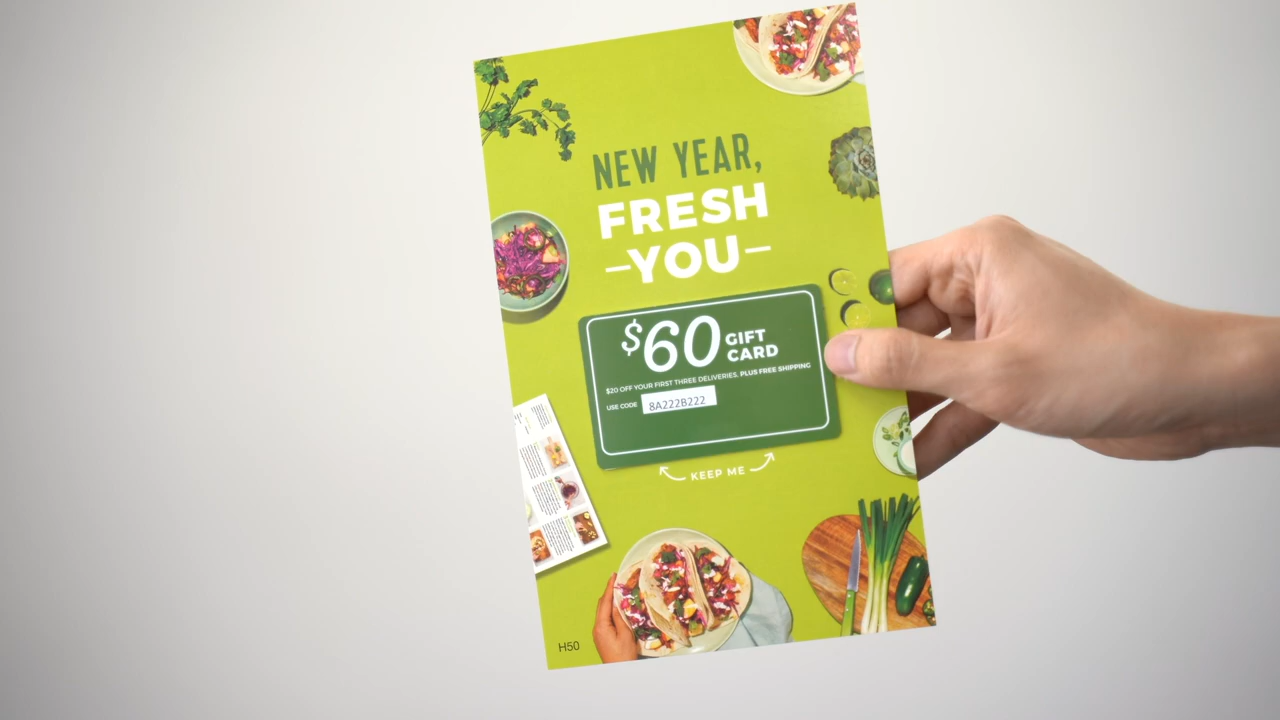 NEW YEAR,
FRESH
-YOU-
$60 GIFT
CARD
$20 OFF YOUR FIRST THREE DELIVERIES. PLUS FREE SHIPPING
USE CODE 8A222B222
KEEP ME
H50